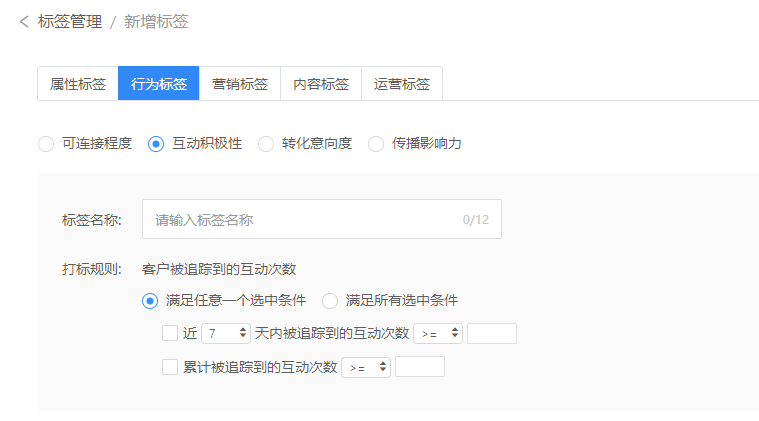 标签管理 / 新增标签
属性标签 行为标签 营销标签 内容标签 运营标签
可连接程度 互动积极性 转化意向度 传播影响力
标签名称: 请输入标签名称 0/12
打标规则: 客户被追踪到的互动次数
满足任意一个选中条件 满足所有选中条件
近 7 天内被追踪到的互动次数 >=
累计被追踪到的互动次数 >=